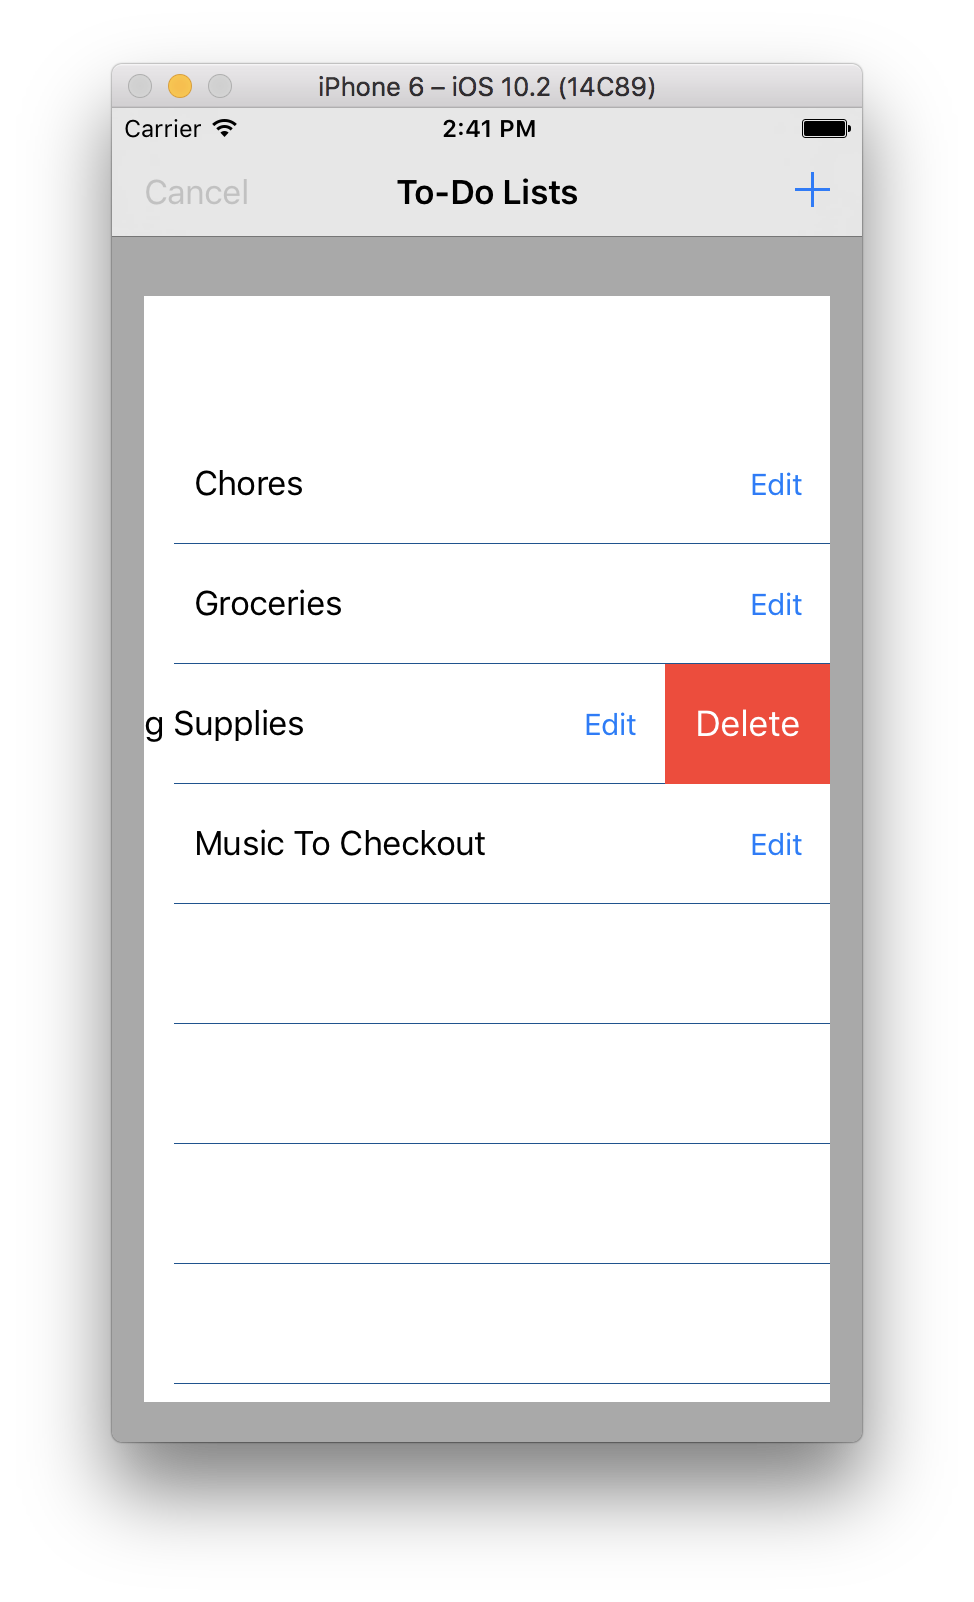 iPhone 6 – iOS 10.2 (14C89)
Carrier 2:41 PM
Cancel To-Do Lists +
Chores Edit
Groceries Edit
g Supplies Edit Delete
Music To Checkout Edit